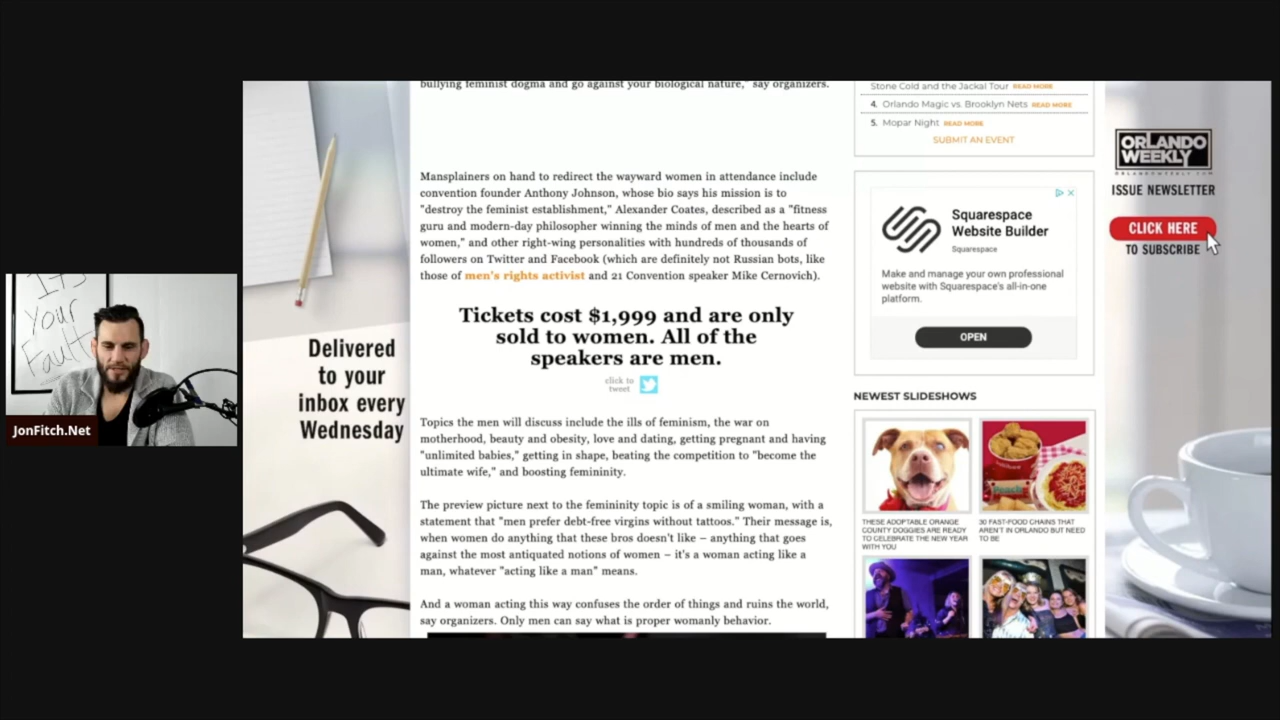 bullying feminist dogma and go against your biological nature," say organizers.
Mansplainers on hand to redirect the wayward women in attendance include
convention founder Anthony Johnson, whose bio says his mission is to
"destroy the feminist establishment," Alexander Coates, described as a "fitness
guru and modern-day philosopher winning the minds of men and the hearts of
women," and other right-wing personalities with hundreds of thousands of
followers on Twitter and Facebook (which are definitely not Russian bots, like
those of men's rights activist and 21 Convention speaker Mike Cernovich).
Tickets cost $1,999 and are only
sold to women. All of the
speakers are men.
click to
tweet
Topics the men will discuss include the ills of feminism, the war on
motherhood, beauty and obesity, love and dating, getting pregnant and having
"unlimited babies," getting in shape, beating the competition to "become the
ultimate wife," and boosting femininity.
The preview picture next to the femininity topic is of a smiling woman, with a
statement that "men prefer debt-free virgins without tattoos." Their message is,
when women do anything that these bros doesn't like – anything that goes
against the most antiquated notions of women – it's a woman acting like a
man, whatever "acting like a man" means.
And a woman acting this way confuses the order of things and ruins the world,
say organizers. Only men can say what is proper womanly behavior.
Stone Cold and the Jackal Tour READ MORE
4. Orlando Magic vs. Brooklyn Nets READ MORE
5. Mopar Night READ MORE
SUBMIT AN EVENT
Squarespace
Website Builder
Squarespace
Make and manage your own professional
website with Squarespace's all-in-one
platform.
OPEN
NEWEST SLIDESHOWS
THESE ADOPTABLE ORANGE
COUNTY DOGGIES ARE READY
TO CELEBRATE THE NEW YEAR
WITH YOU
30 FAST-FOOD CHAINS THAT
AREN'T IN ORLANDO BUT NEED
TO BE
ORLANDO
WEEKLY
ORLANDOWEEKLY.COM
ISSUE NEWSLETTER
CLICK HERE
TO SUBSCRIBE
Delivered
to your
inbox every
Wednesday
It's
Your
Fault
JonFitch.Net